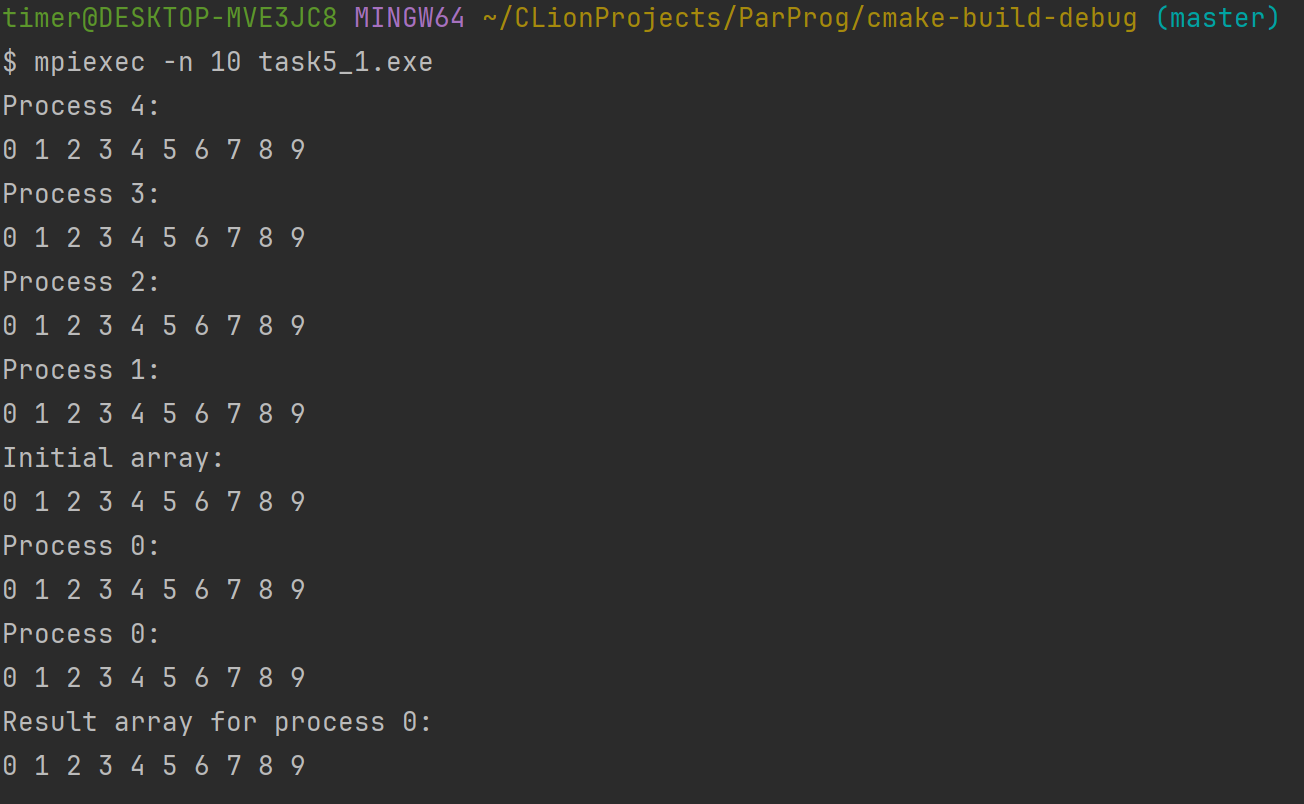 timer@DESKTOP-MVE3JC8 MINGW64 ~/CLionProjects/ParProg/cmake-build-debug (master)
$ mpiexec -n 10 task5_1.exe
Process 4:
0 1 2 3 4 5 6 7 8 9
Process 3:
0 1 2 3 4 5 6 7 8 9
Process 2:
0 1 2 3 4 5 6 7 8 9
Process 1:
0 1 2 3 4 5 6 7 8 9
Initial array:
0 1 2 3 4 5 6 7 8 9
Process 0:
0 1 2 3 4 5 6 7 8 9
Process 0:
0 1 2 3 4 5 6 7 8 9
Result array for process 0:
0 1 2 3 4 5 6 7 8 9